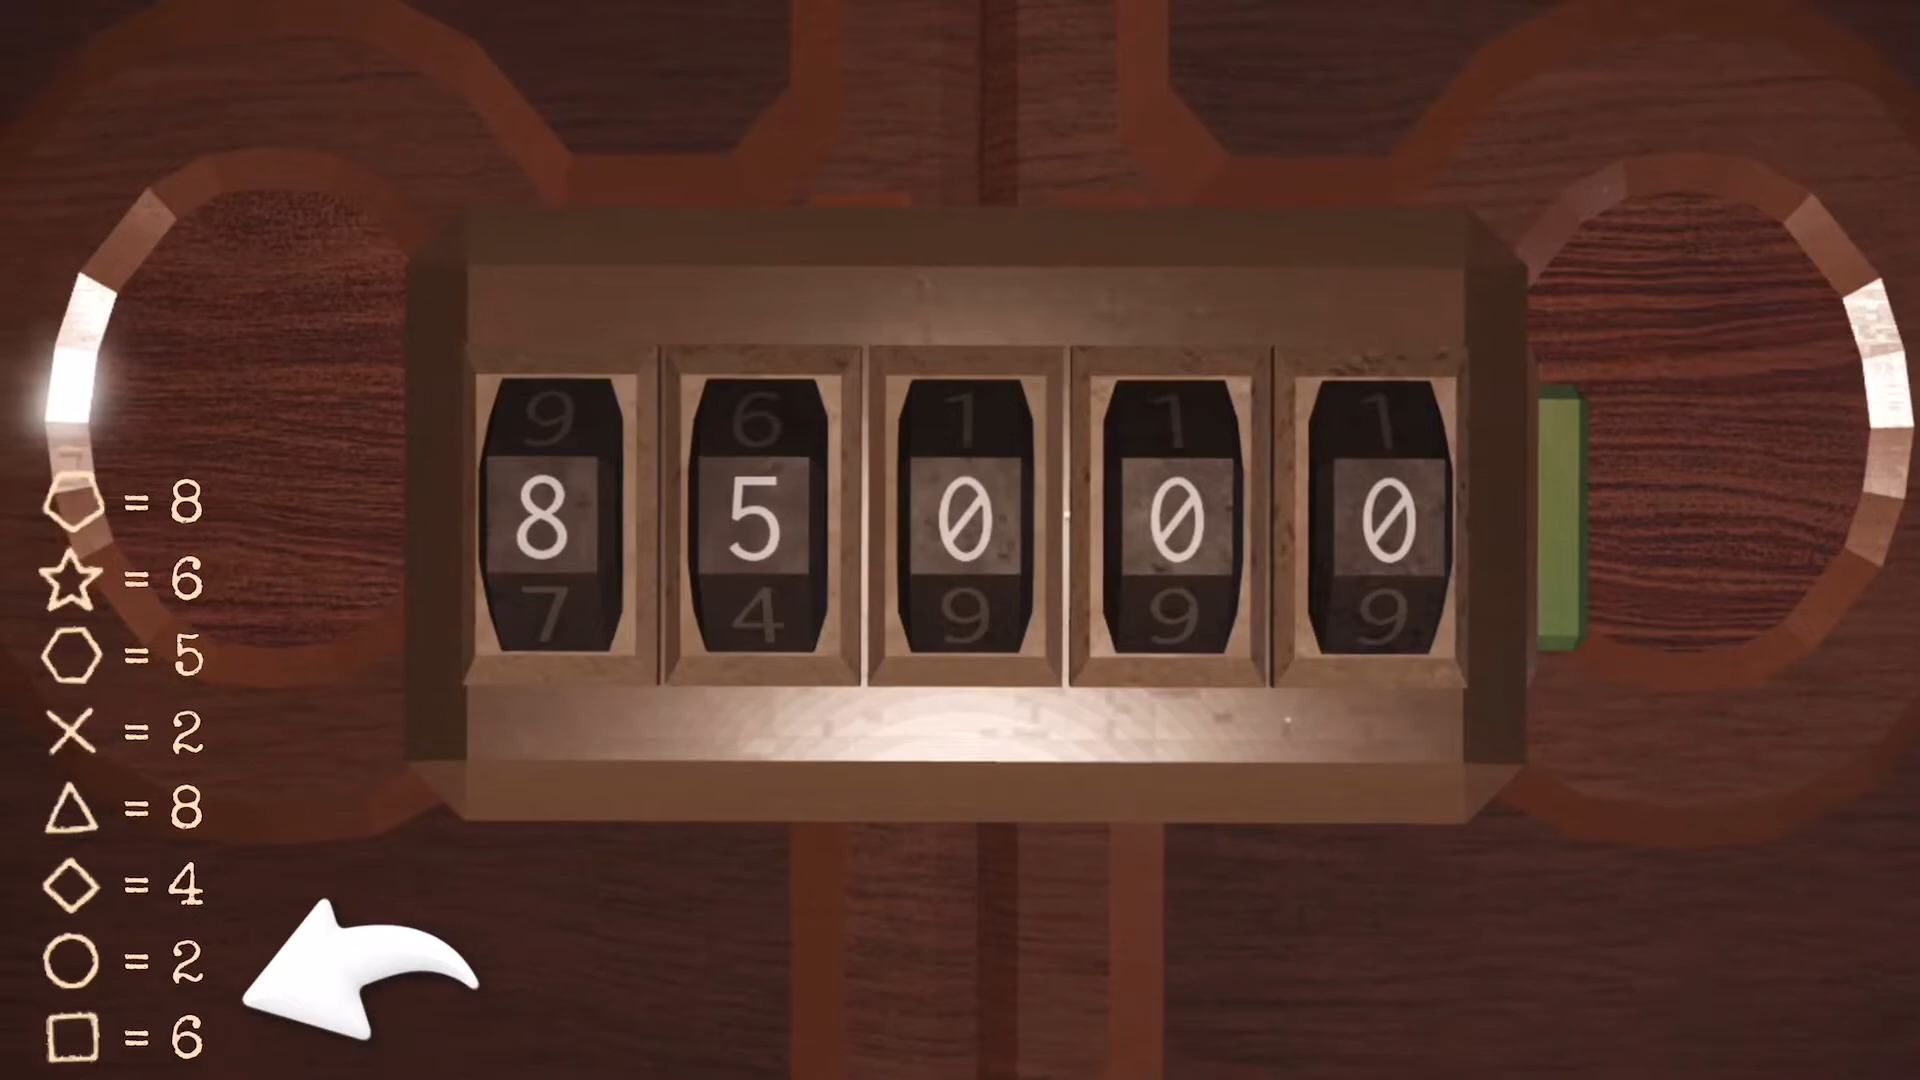 9 6 1 1 1
8 5 0 0 0
7 4 9 9 9
= 8
= 6
= 5
= 2
= 8
= 4
= 2
= 6